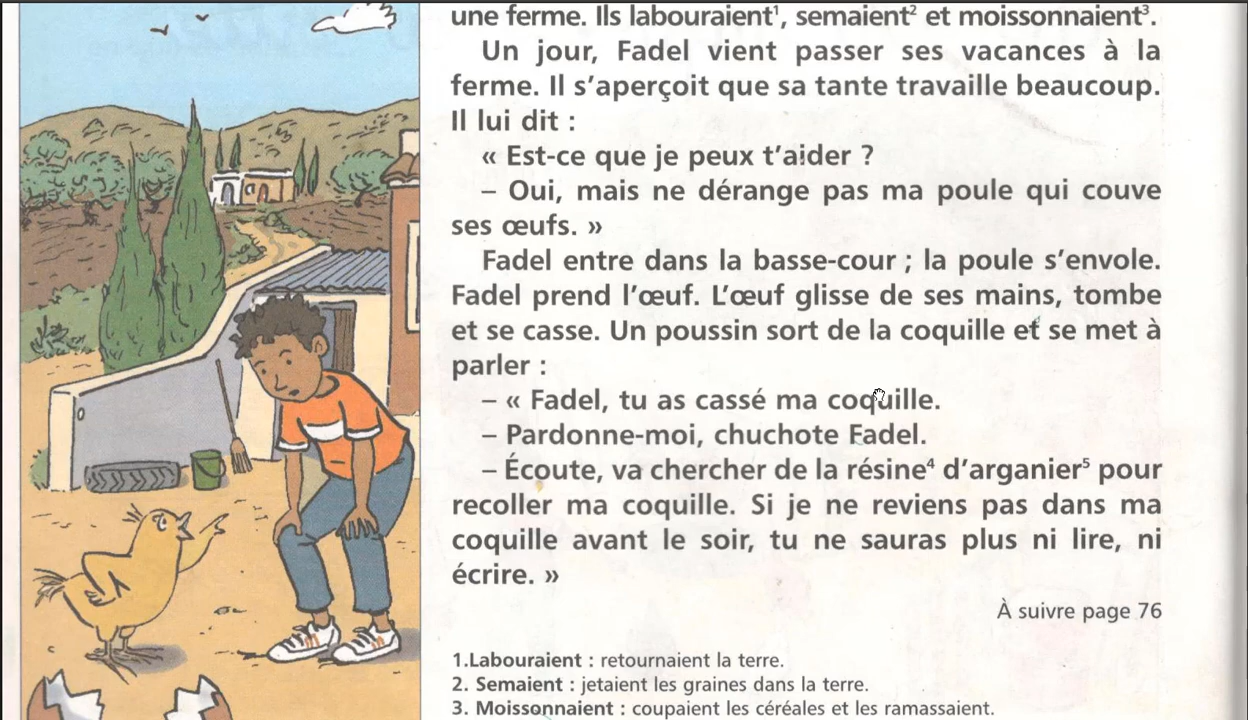 une ferme. Ils labouraient¹, semaient² et moissonnaient³.
Un jour, Fadel vient passer ses vacances à la
ferme. Il s'aperçoit que sa tante travaille beaucoup.
Il lui dit :
« Est-ce que je peux t'aider ?
– Oui, mais ne dérange pas ma poule qui couve
ses œufs. »
Fadel entre dans la basse-cour ; la poule s'envole.
Fadel prend l'œuf. L'œuf glisse de ses mains, tombe
et se casse. Un poussin sort de la coquille et se met à
parler :
– « Fadel, tu as cassé ma coquille.
– Pardonne-moi, chuchote Fadel.
– Écoute, va chercher de la résine⁴ d'arganier⁵ pour
recoller ma coquille. Si je ne reviens pas dans ma
coquille avant le soir, tu ne sauras plus ni lire, ni
écrire. »
À suivre page 76
1.Labouraient : retournaient la terre.
2. Semaient : jetaient les graines dans la terre.
3. Moissonnaient : coupaient les céréales et les ramassaient.